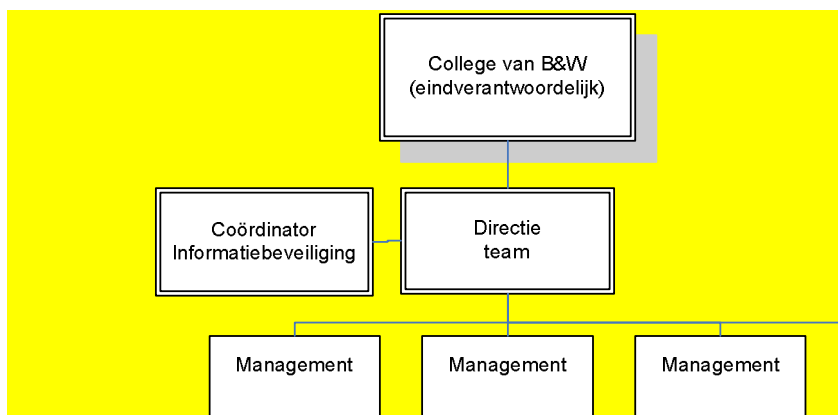 College van B&W
(eindverantwoordelijk)
Coördinator
Informatiebeveiliging
Directie
team
Management
Management
Management